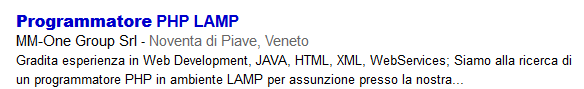 Programmatore PHP LAMP
MM-One Group Srl - Noventa di Piave, Veneto
Gradita esperienza in Web Development, JAVA, HTML, XML, WebServices; Siamo alla ricerca di
un programmatore PHP in ambiente LAMP per assunzione presso la nostra...